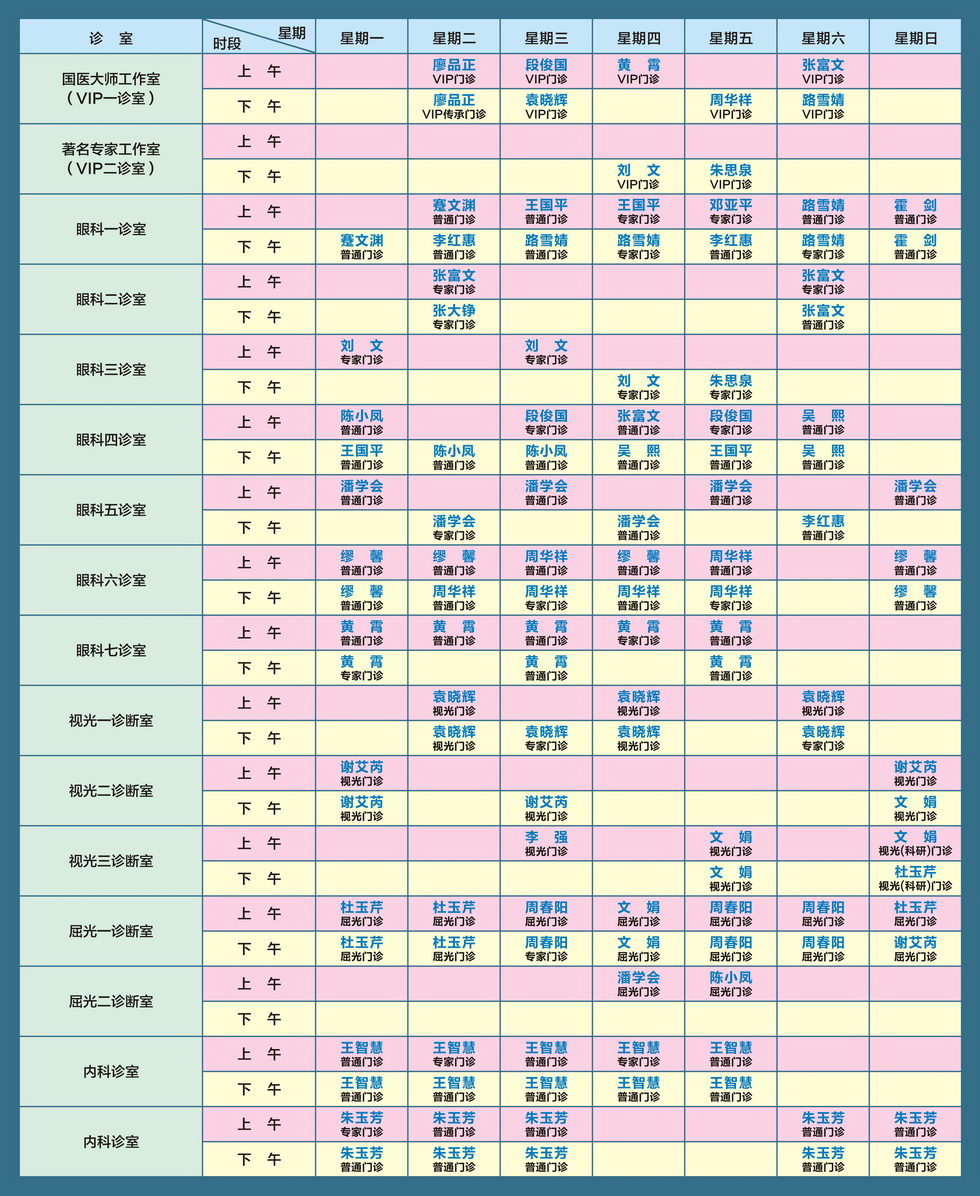 诊 室 时段 星期 星期一 星期二 星期三 星期四 星期五 星期六 星期日
国医大师工作室
（VIP一诊室）
上 午 廖品正 段俊国 黄 霄 张富文
VIP门诊 VIP门诊 VIP门诊 VIP门诊
下 午 廖品正 袁晓辉 周华祥 路雪婧
VIP传承门诊 VIP门诊 VIP门诊 VIP门诊
著名专家工作室
（VIP二诊室）
上 午
下 午 刘 文 朱思泉
VIP门诊 VIP门诊
眼科一诊室
上 午 蹇文渊 王国平 王国平 邓亚平 路雪婧 霍 剑
普通门诊 普通门诊 专家门诊 专家门诊 普通门诊 普通门诊
下 午 蹇文渊 李红惠 路雪婧 路雪婧 李红惠 路雪婧 霍 剑
普通门诊 普通门诊 普通门诊 专家门诊 普通门诊 专家门诊 普通门诊
眼科二诊室
上 午 张富文 张富文
专家门诊 专家门诊
下 午 张大铮 张富文
专家门诊 普通门诊
眼科三诊室
上 午 刘 文 刘 文
专家门诊 专家门诊
下 午 刘 文 朱思泉
专家门诊 专家门诊
眼科四诊室
上 午 陈小凤 段俊国 张富文 段俊国 吴 熙
普通门诊 专家门诊 普通门诊 专家门诊 普通门诊
下 午 王国平 陈小凤 陈小凤 吴 熙 王国平 吴 熙
普通门诊 普通门诊 普通门诊 普通门诊 普通门诊 普通门诊
眼科五诊室
上 午 潘学会 潘学会 潘学会 潘学会
普通门诊 普通门诊 普通门诊 普通门诊
下 午 潘学会 潘学会 李红惠
专家门诊 普通门诊 普通门诊
眼科六诊室
上 午 缪 馨 缪 馨 周华祥 缪 馨 周华祥 缪 馨
普通门诊 普通门诊 普通门诊 普通门诊 普通门诊 普通门诊
下 午 缪 馨 周华祥 周华祥 周华祥 周华祥 缪 馨
普通门诊 普通门诊 专家门诊 普通门诊 专家门诊 普通门诊
眼科七诊室
上 午 黄 霄 黄 霄 黄 霄 黄 霄 黄 霄
普通门诊 普通门诊 普通门诊 专家门诊 普通门诊
下 午 黄 霄 黄 霄 黄 霄
专家门诊 普通门诊 普通门诊
视光一诊断室
上 午 袁晓辉 袁晓辉 袁晓辉
视光门诊 视光门诊 视光门诊
下 午 袁晓辉 袁晓辉 袁晓辉 袁晓辉
视光门诊 专家门诊 视光门诊 专家门诊
视光二诊断室
上 午 谢艾芮 谢艾芮
视光门诊 视光门诊
下 午 谢艾芮 谢艾芮 文 娟
视光门诊 视光门诊 视光门诊
视光三诊断室
上 午 李 强 文 娟 文 娟
视光门诊 视光门诊 视光(科研)门诊
下 午 文 娟 杜玉芹
视光门诊 视光(科研)门诊
屈光一诊断室
上 午 杜玉芹 杜玉芹 周春阳 文 娟 周春阳 周春阳 杜玉芹
屈光门诊 屈光门诊 屈光门诊 屈光门诊 屈光门诊 屈光门诊 屈光门诊
下 午 杜玉芹 杜玉芹 周春阳 文 娟 周春阳 周春阳 谢艾芮
屈光门诊 屈光门诊 专家门诊 屈光门诊 屈光门诊 屈光门诊 屈光门诊
屈光二诊断室
上 午 潘学会 陈小凤
屈光门诊 屈光门诊
下 午
内科诊室
上 午 王智慧 王智慧 王智慧 王智慧 王智慧
普通门诊 专家门诊 普通门诊 专家门诊 普通门诊
下 午 王智慧 王智慧 王智慧 王智慧 王智慧
普通门诊 普通门诊 普通门诊 普通门诊 普通门诊
内科诊室
上 午 朱玉芳 朱玉芳 朱玉芳 朱玉芳 朱玉芳
专家门诊 普通门诊 普通门诊 普通门诊 普通门诊
下 午 朱玉芳 朱玉芳 朱玉芳 朱玉芳 朱玉芳
普通门诊 普通门诊 普通门诊 普通门诊 普通门诊